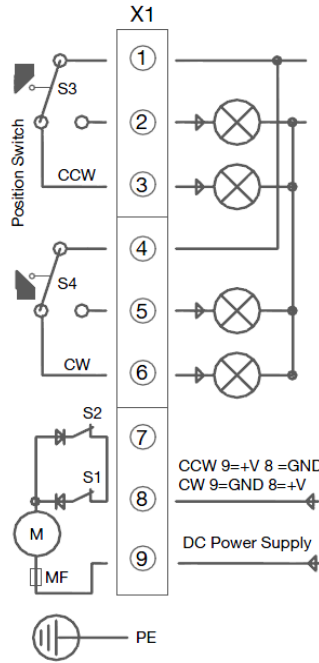 X1
1
S3
2
Position Switch
CCW
3
4
S4
5
CW
6
S2
7
CCW 9=+V 8 =GND
CW 9=GND 8=+V
S1
8
M
DC Power Supply
9
MF
PE